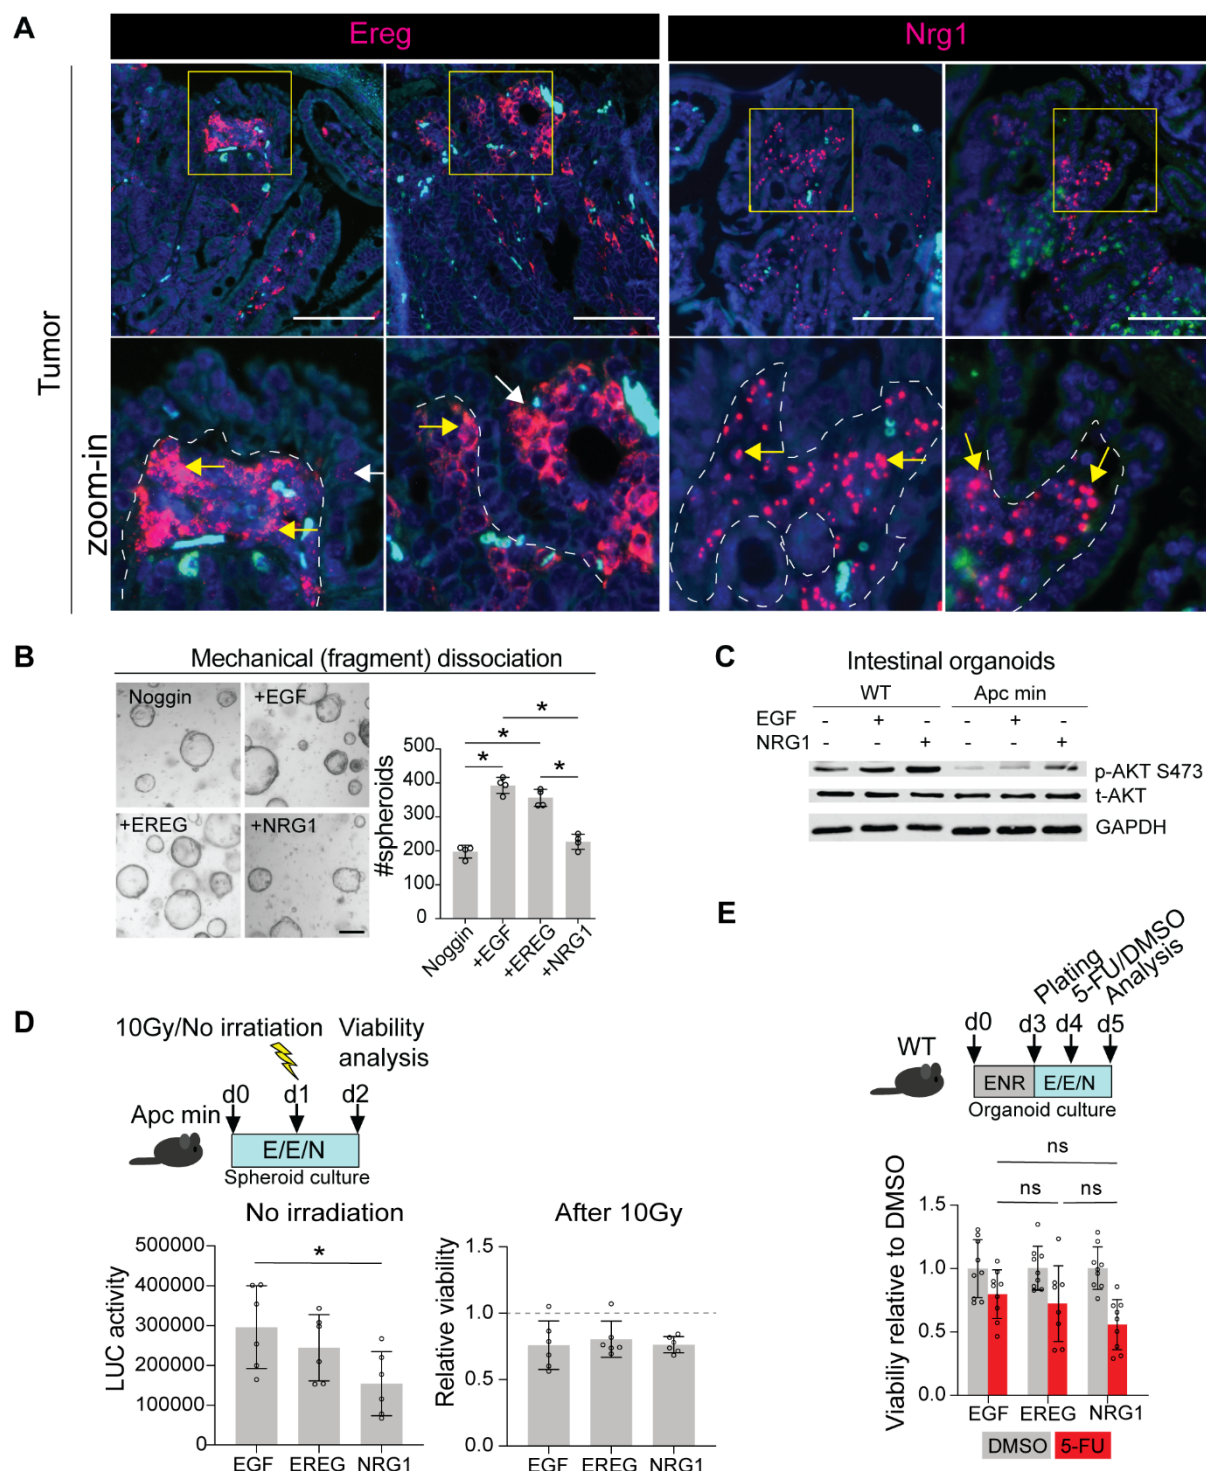 A
Ereg
Nrg1
Tumor
zoom-in
B
Mechanical (fragment) dissociation
Noggin
+EGF
+EREG
+NRG1
#spheroids
500
400
300
200
100
0
Noggin
+EGF
+EREG
+NRG1
*
*
*
*
C
Intestinal organoids
WT
Apc min
EGF - + - - + -
NRG1 - - + - - +
p-AKT S473
t-AKT
GAPDH
D
10Gy/No irratiation
Viability
analysis
d0
d1
d2
Apc min
E/E/N
Spheroid culture
No irradiation
LUC activity
500000
400000
300000
200000
100000
0
*
EGF
EREG
NRG1
After 10Gy
Relative viability
1.5
1.0
0.5
0.0
EGF
EREG
NRG1
E
Plating
5-FU/DMSO
Analysis
d0
d3
d4
d5
WT
ENR
E/E/N
Organoid culture
Viabiliy relative to DMSO
1.5
1.0
0.5
0.0
ns
ns
ns
EGF
EREG
NRG1
DMSO
5-FU